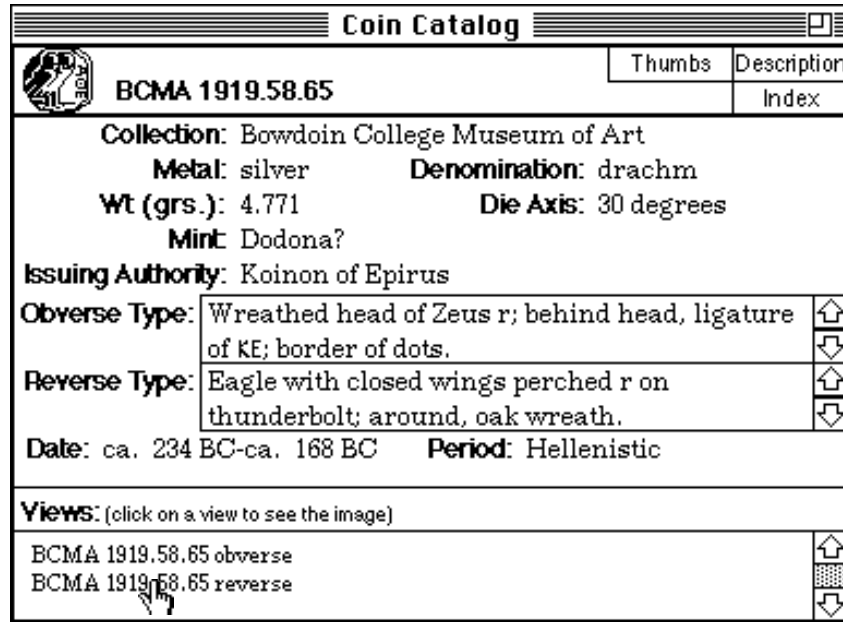 Coin Catalog
Thumbs Description
BCMA 1919.58.65
Index
Collection: Bowdoin College Museum of Art
Metal: silver Denomination: drachm
Wt (grs.): 4.771 Die Axis: 30 degrees
Mint: Dodona?
Issuing Authority: Koinon of Epirus
Obverse Type: Wreathed head of Zeus r; behind head, ligature
of KE; border of dots.
Reverse Type: Eagle with closed wings perched r on
thunderbolt; around, oak wreath.
Date: ca. 234 BC-ca. 168 BC Period: Hellenistic
Views: (click on a view to see the image)
BCMA 1919.58.65 obverse
BCMA 1919.58.65 reverse